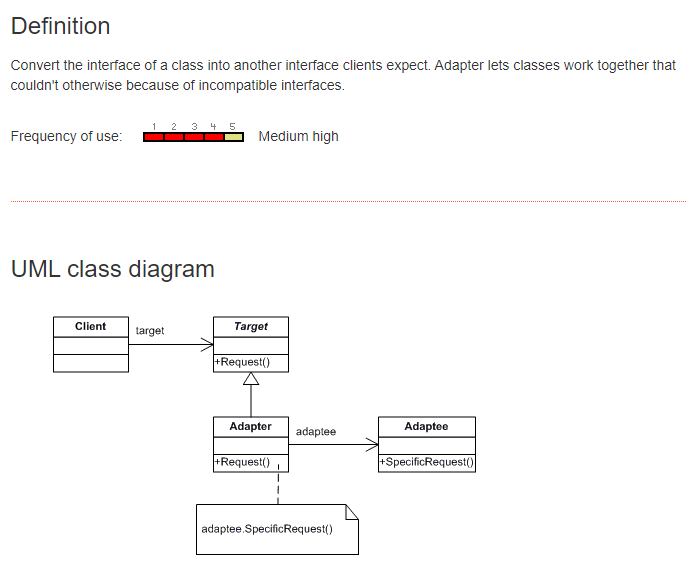 Definition
Convert the interface of a class into another interface clients expect. Adapter lets classes work together that
couldn't otherwise because of incompatible interfaces.
1 2 3 4 5
Frequency of use: Medium high
UML class diagram
Client
target
Target
+Request()
Adapter
adaptee
Adaptee
+Request()
+SpecificRequest()
adaptee.SpecificRequest()